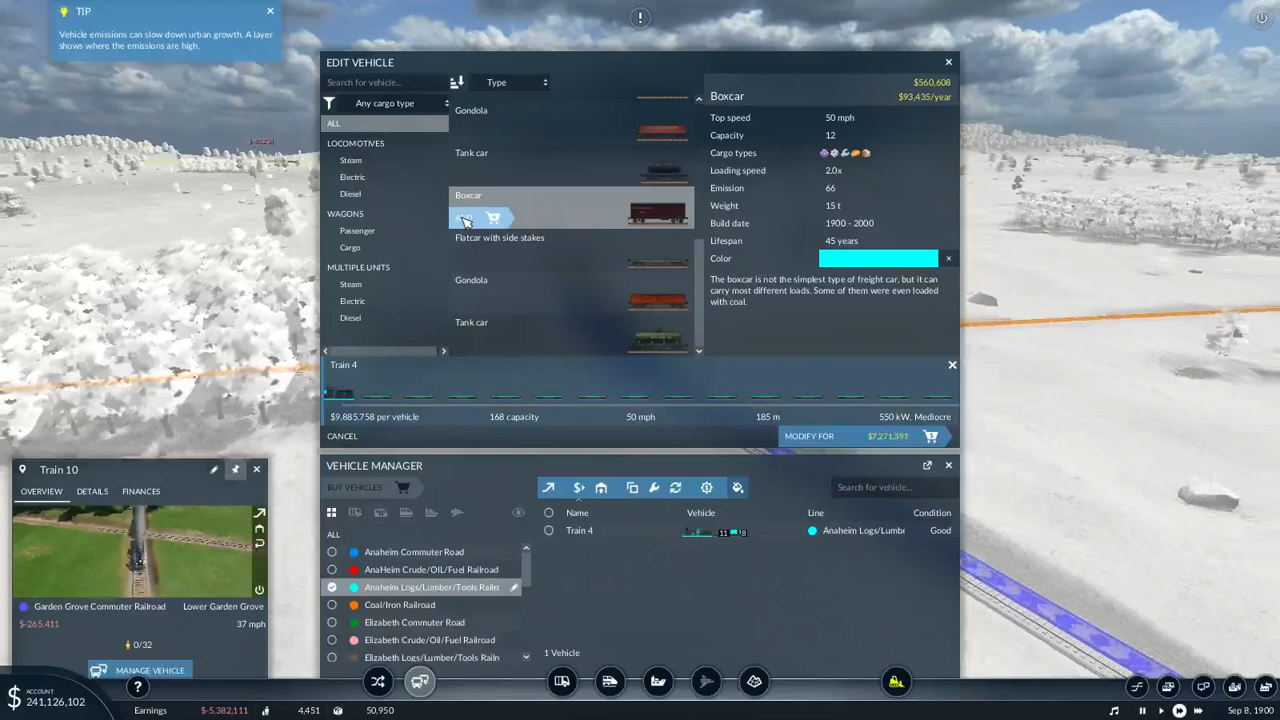 TIP
Vehicle emissions can slow down urban growth. A layer
shows where the emissions are high.
EDIT VEHICLE
Search for vehicle...
Type
Any cargo type
ALL
LOCOMOTIVES
Steam
Electric
Diesel
WAGONS
Passenger
Cargo
MULTIPLE UNITS
Steam
Electric
Diesel
Gondola
Tank car
Boxcar
Flatcar with side stakes
Gondola
Tank car
$560,608
Boxcar
$93,435/year
Top speed 50 mph
Capacity 12
Cargo types
Loading speed 2.0x
Emission 66
Weight 15 t
Build date 1900 - 2000
Lifespan 45 years
Color
The boxcar is not the simplest type of freight car, but it can
carry most different loads. Some of them were even loaded
with coal.
Train 4
$9,885,758 per vehicle 168 capacity 50 mph 185 m 550 kW, Mediocre
CANCEL
MODIFY FOR $7,271,391
Train 10
OVERVIEW DETAILS FINANCES
Garden Grove Commuter Railroad Lower Garden Grove
$-265,411 37 mph
0/32
MANAGE VEHICLE
VEHICLE MANAGER
BUY VEHICLES
Search for vehicle...
ALL
Anaheim Commuter Road
AnaHeim Crude/OIL/Fuel Railroad
Anaheim Logs/Lumber/Tools Railro
Coal/Iron Railroad
Elizabeth Commuter Road
Elizabeth Crude/Oil/Fuel Railroad
Elizabeth Logs/Lumber/Tools Railn
Name Vehicle Line Condition
Train 4 11 8 Anaheim Logs/Lumbe Good
1 Vehicle
$ ACCOUNT
241,126,102
?
Earnings $-5,382,111 4,451 50,950
Sep 8, 1900